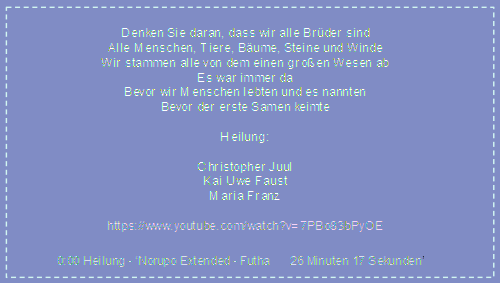 Denken Sie daran, dass wir alle Brüder sind
Alle Menschen, Tiere, Bäume, Steine und Winde
Wir stammen alle von dem einen großen Wesen ab
Es war immer da
Bevor wir Menschen lebten und es nannten
Bevor der erste Samen keimte
Heilung:
Christopher Juul
Kai Uwe Faust
Maria Franz
https://www.youtube.com/watch?v=7PBo63bPyOE
0:00 Heilung - 'Norupo Extended - Futha 26 Minuten 17 Sekunden'